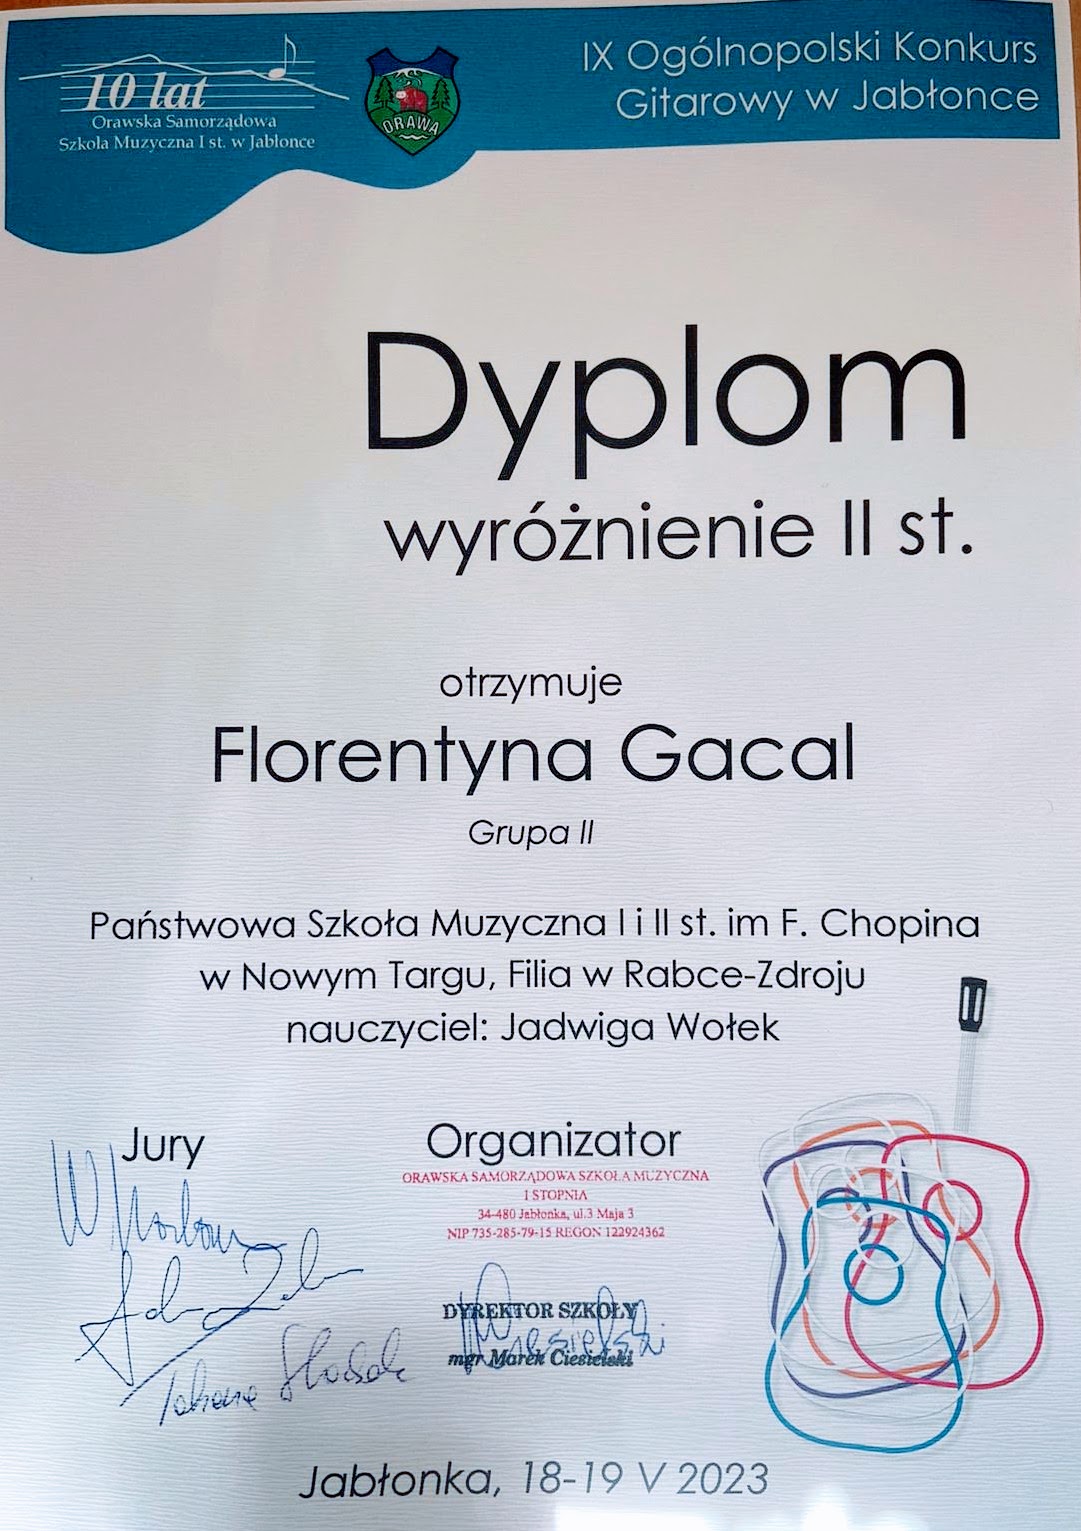 10 lat
Orawska Samorządowa
Szkoła Muzyczna I st. w Jabłonce
ORAWA
IX Ogólnopolski Konkurs
Gitarowy w Jabłonce
Dyplom
wyróżnienie II st.
otrzymuje
Florentyna Gacal
Grupa II
Państwowa Szkoła Muzyczna I i II st. im F. Chopina
w Nowym Targu, Filia w Rabce-Zdroju
nauczyciel: Jadwiga Wołek
Jury
Organizator
ORAWSKA SAMORZĄDOWA SZKOŁA MUZYCZNA
I STOPNIA
34-480 Jabłonka, ul.3 Maja 3
NIP 735-285-79-15 REGON 122924362
DYREKTOR SZKOŁY
mgr Marek Ciesielski
Jabłonka, 18-19 V 2023